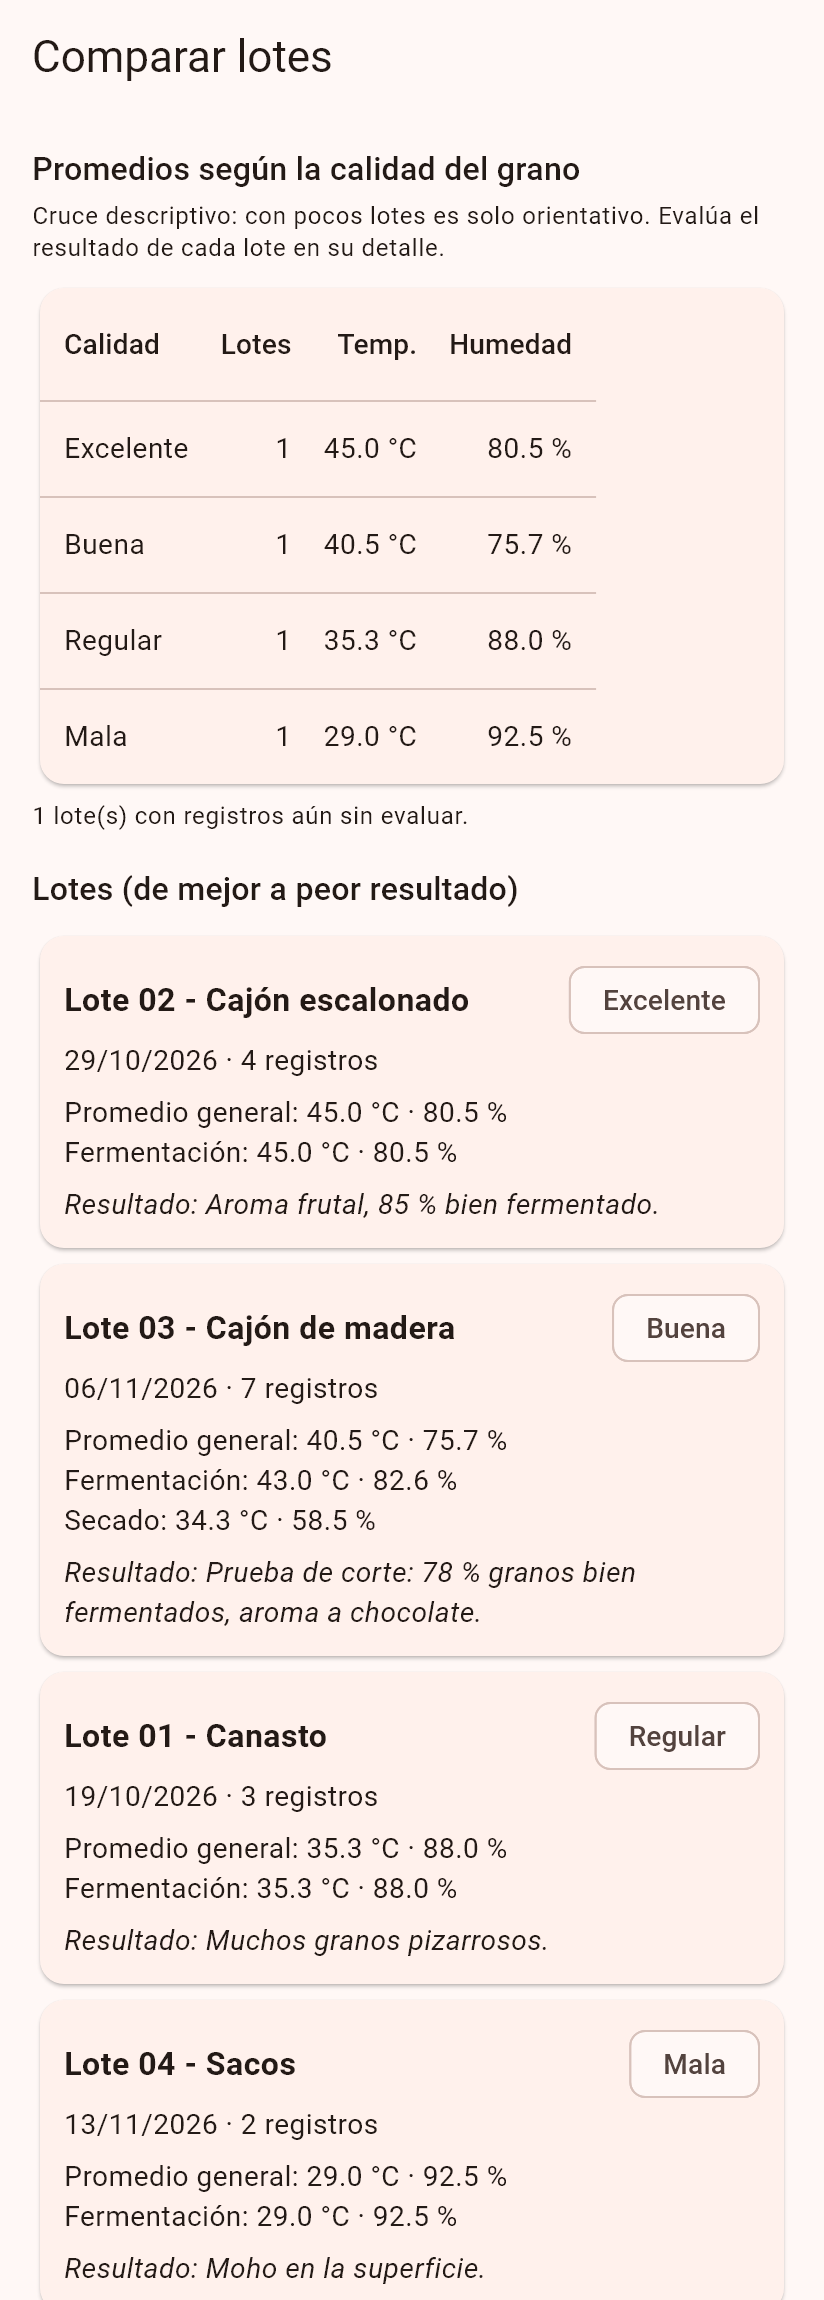 Comparar lotes
Promedios según la calidad del grano
Cruce descriptivo: con pocos lotes es solo orientativo. Evalúa el
resultado de cada lote en su detalle.
Calidad Lotes Temp. Humedad
Excelente 1 45.0 °C 80.5 %
Buena 1 40.5 °C 75.7 %
Regular 1 35.3 °C 88.0 %
Mala 1 29.0 °C 92.5 %
1 lote(s) con registros aún sin evaluar.
Lotes (de mejor a peor resultado)
Lote 02 - Cajón escalonado Excelente
29/10/2026 · 4 registros
Promedio general: 45.0 °C · 80.5 %
Fermentación: 45.0 °C · 80.5 %
Resultado: Aroma frutal, 85 % bien fermentado.
Lote 03 - Cajón de madera Buena
06/11/2026 · 7 registros
Promedio general: 40.5 °C · 75.7 %
Fermentación: 43.0 °C · 82.6 %
Secado: 34.3 °C · 58.5 %
Resultado: Prueba de corte: 78 % granos bien
fermentados, aroma a chocolate.
Lote 01 - Canasto Regular
19/10/2026 · 3 registros
Promedio general: 35.3 °C · 88.0 %
Fermentación: 35.3 °C · 88.0 %
Resultado: Muchos granos pizarrosos.
Lote 04 - Sacos Mala
13/11/2026 · 2 registros
Promedio general: 29.0 °C · 92.5 %
Fermentación: 29.0 °C · 92.5 %
Resultado: Moho en la superficie.